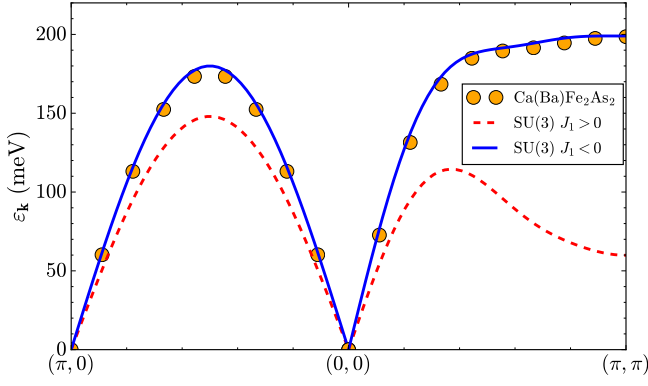 200
150
100
50
0
ε𝐤 (meV)
Ca(Ba)Fe₂As₂
SU(3) J₁ > 0
SU(3) J₁ < 0
(π, 0)
(0, 0)
(π, π)